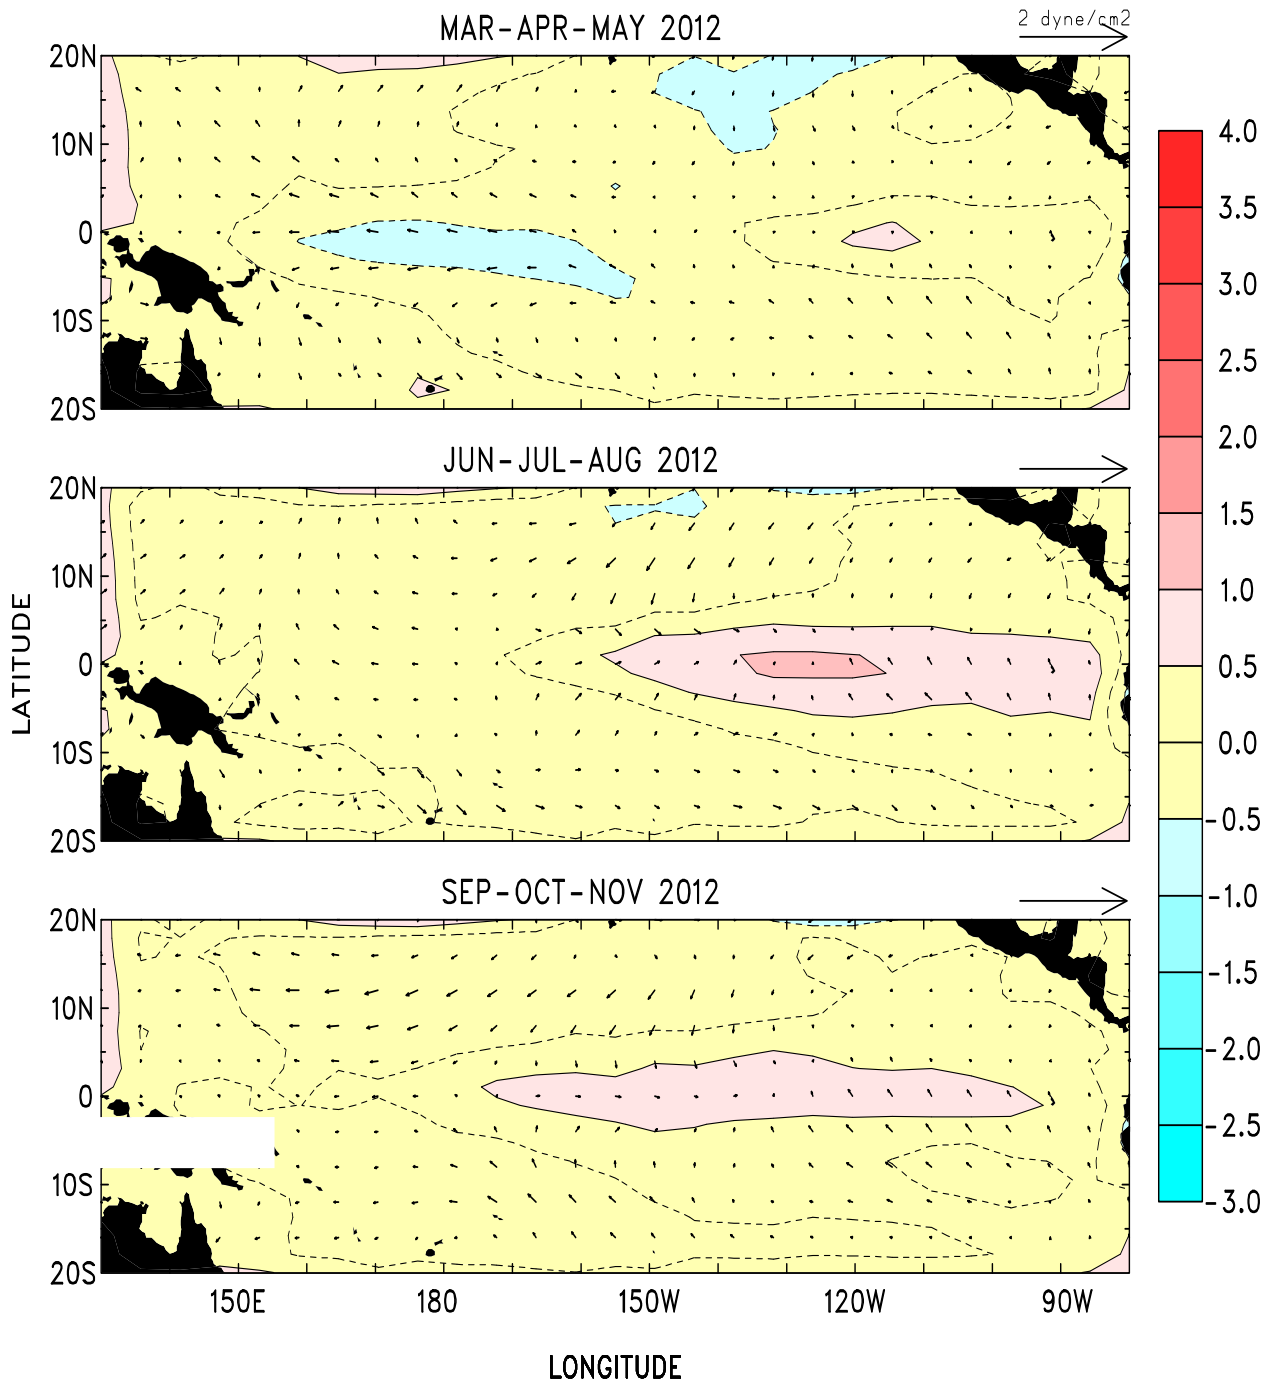 MAR-APR-MAY 2012
2 dyne/cm2
20N
10N
0
10S
20S
JUN-JUL-AUG 2012
20N
10N
0
10S
20S
SEP-OCT-NOV 2012
20N
10N
0
10S
20S
150E 180 150W 120W 90W
LONGITUDE
LATITUDE
4.0
3.5
3.0
2.5
2.0
1.5
1.0
0.5
0.0
-0.5
-1.0
-1.5
-2.0
-2.5
-3.0